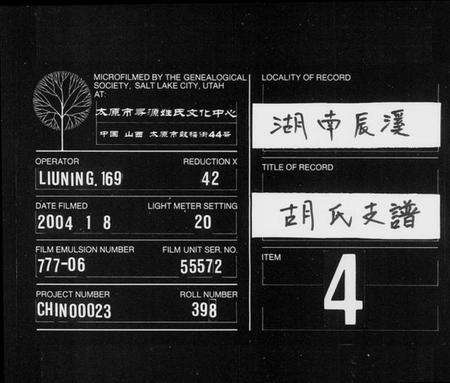 MICROFILMED BY THE GENEALOGICAL
SOCIETY, SALT LAKE CITY, UTAH
AT:
太原市寻源姓氏文化中心
中国 山西 太原市敢福街44号
OPERATOR
REDUCTION X
LIUNING.169
42
DATE FILMED
LIGHT METER SETTING
2004 1 8
20
FILM EMULSION NUMBER
FILM UNIT SER. NO.
777-06
55572
PROJECT NUMBER
ROLL NUMBER
CHIN00023
398
LOCALITY OF RECORD
湖南辰溪
TITLE OF RECORD
胡氏支譜
ITEM
4